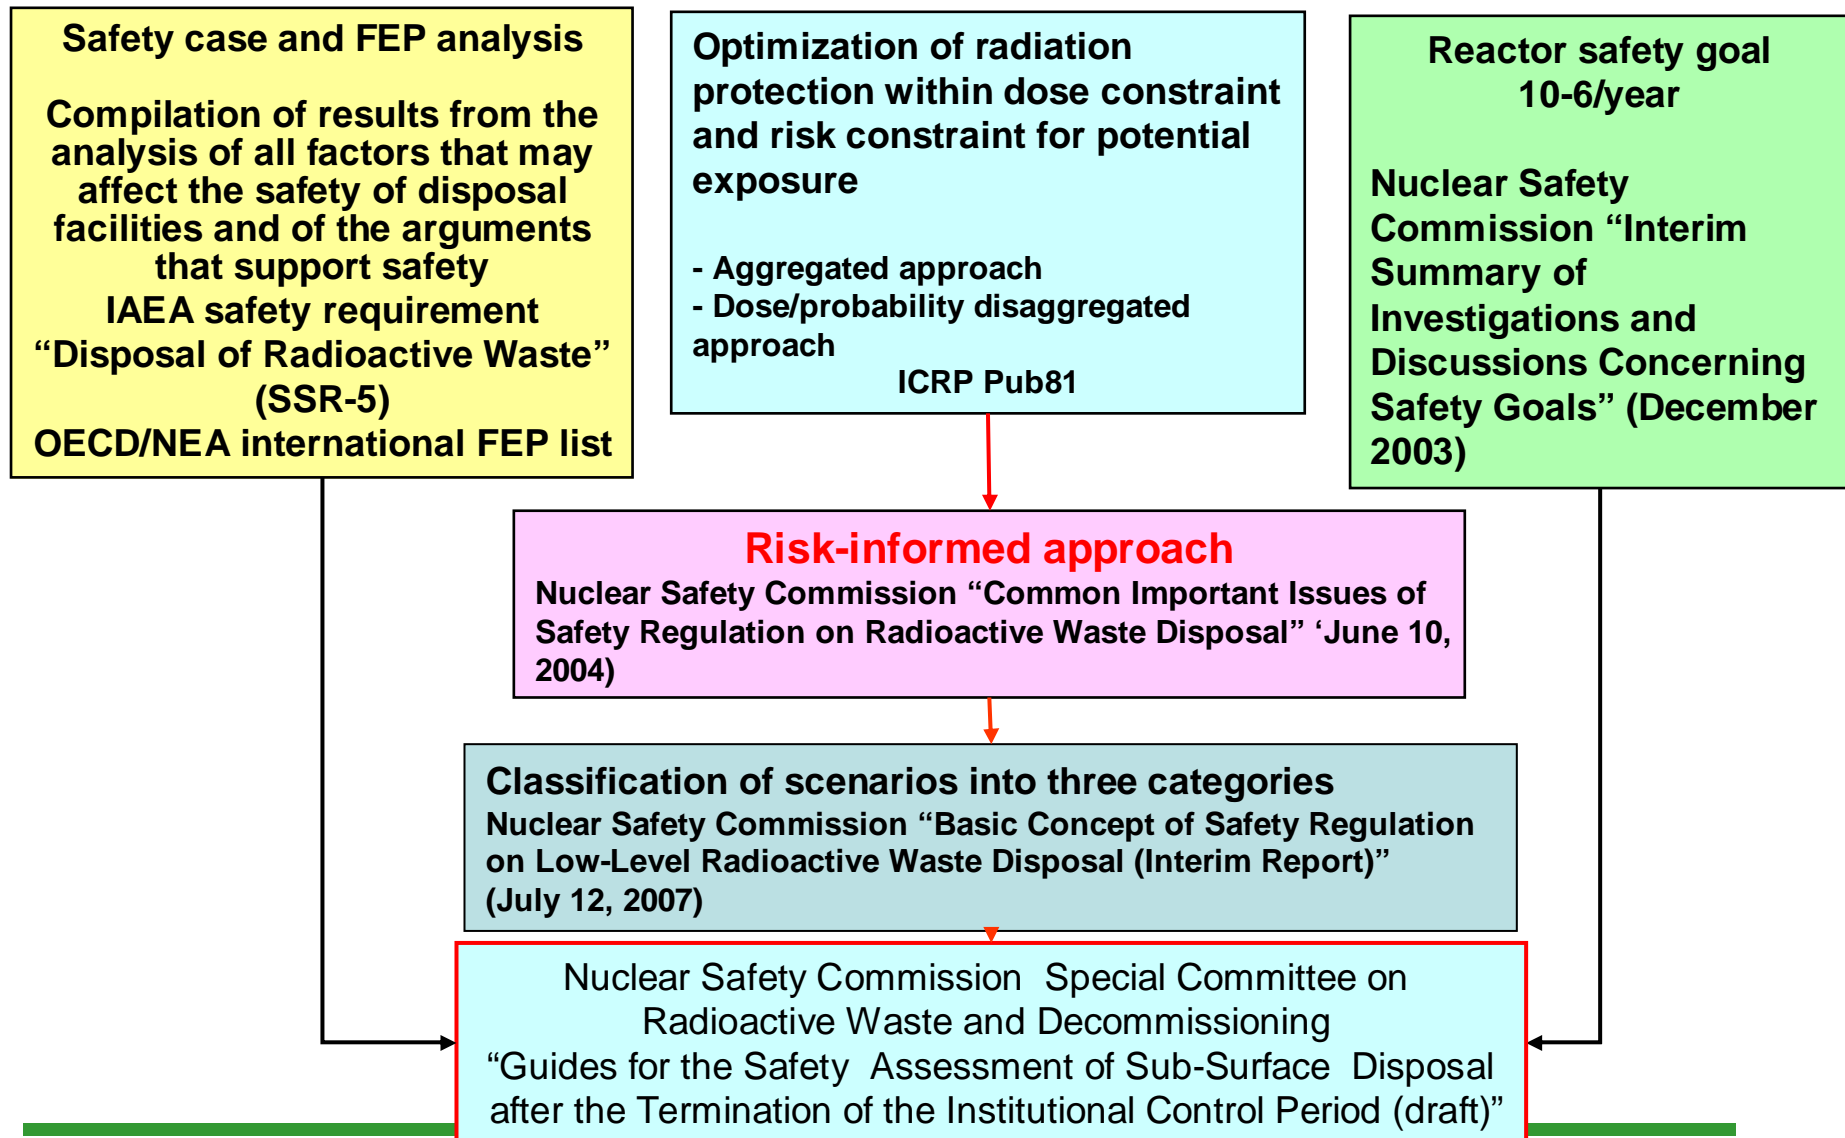 Safety case and FEP analysis
Compilation of results from the
analysis of all factors that may
affect the safety of disposal
facilities and of the arguments
that support safety
IAEA safety requirement
“Disposal of Radioactive Waste”
(SSR-5)
OECD/NEA international FEP list
Optimization of radiation
protection within dose constraint
and risk constraint for potential
exposure
- Aggregated approach
- Dose/probability disaggregated
approach
ICRP Pub81
Reactor safety goal
10-6/year
Nuclear Safety
Commission “Interim
Summary of
Investigations and
Discussions Concerning
Safety Goals” (December
2003)
Risk-informed approach
Nuclear Safety Commission “Common Important Issues of
Safety Regulation on Radioactive Waste Disposal” ‘June 10,
2004)
Classification of scenarios into three categories
Nuclear Safety Commission “Basic Concept of Safety Regulation
on Low-Level Radioactive Waste Disposal (Interim Report)”
(July 12, 2007)
Nuclear Safety Commission  Special Committee on
Radioactive Waste and Decommissioning
“Guides for the Safety  Assessment of Sub-Surface  Disposal
after the Termination of the Institutional Control Period (draft)”